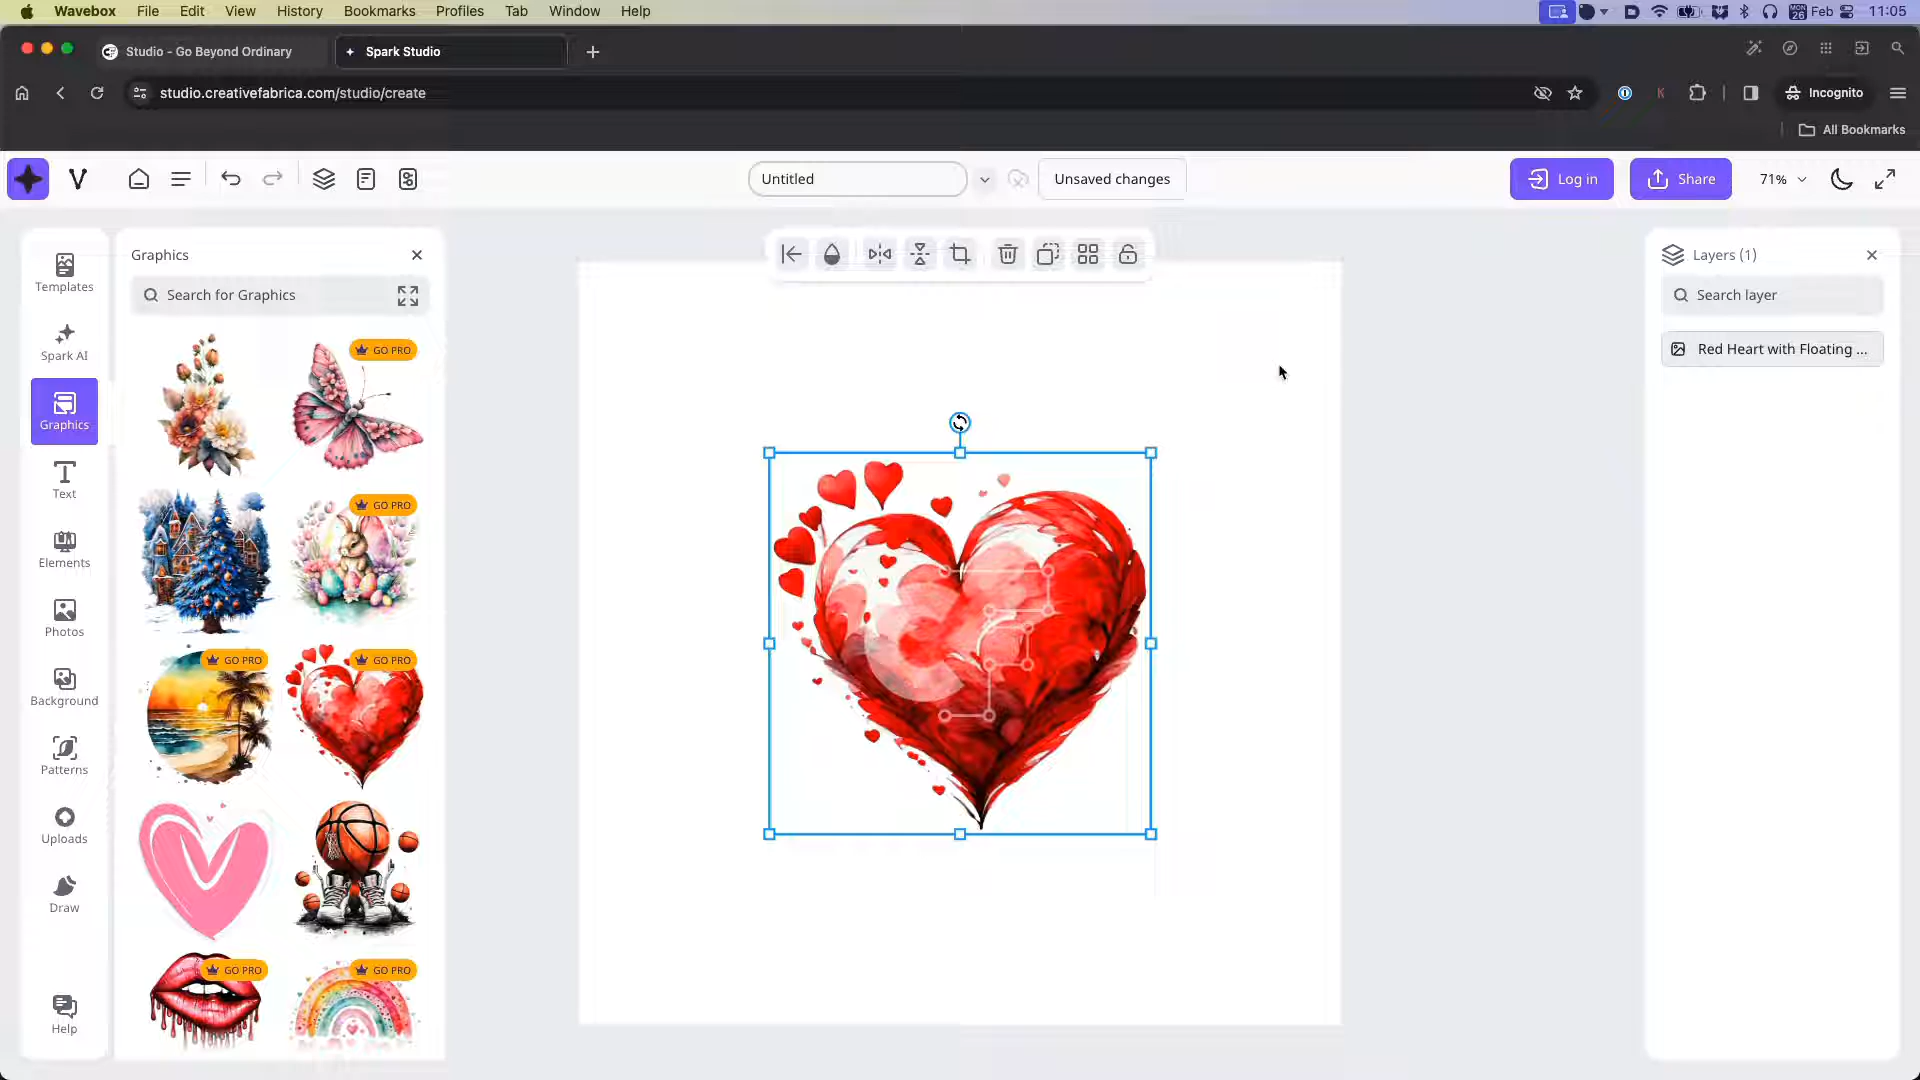 Wavebox File Edit View History Bookmarks Profiles Tab Window Help
MON 26 Feb 11:05
Studio - Go Beyond Ordinary
Spark Studio
studio.creativefabrica.com/studio/create
Incognito
All Bookmarks
Untitled
Unsaved changes
Log in
Share
71%
Templates
Spark AI
Graphics
Text
Elements
Photos
Background
Patterns
Uploads
Draw
Help
Graphics
Search for Graphics
GO PRO
GO PRO
GO PRO
GO PRO
GO PRO
GO PRO
Layers (1)
Search layer
Red Heart with Floating ...